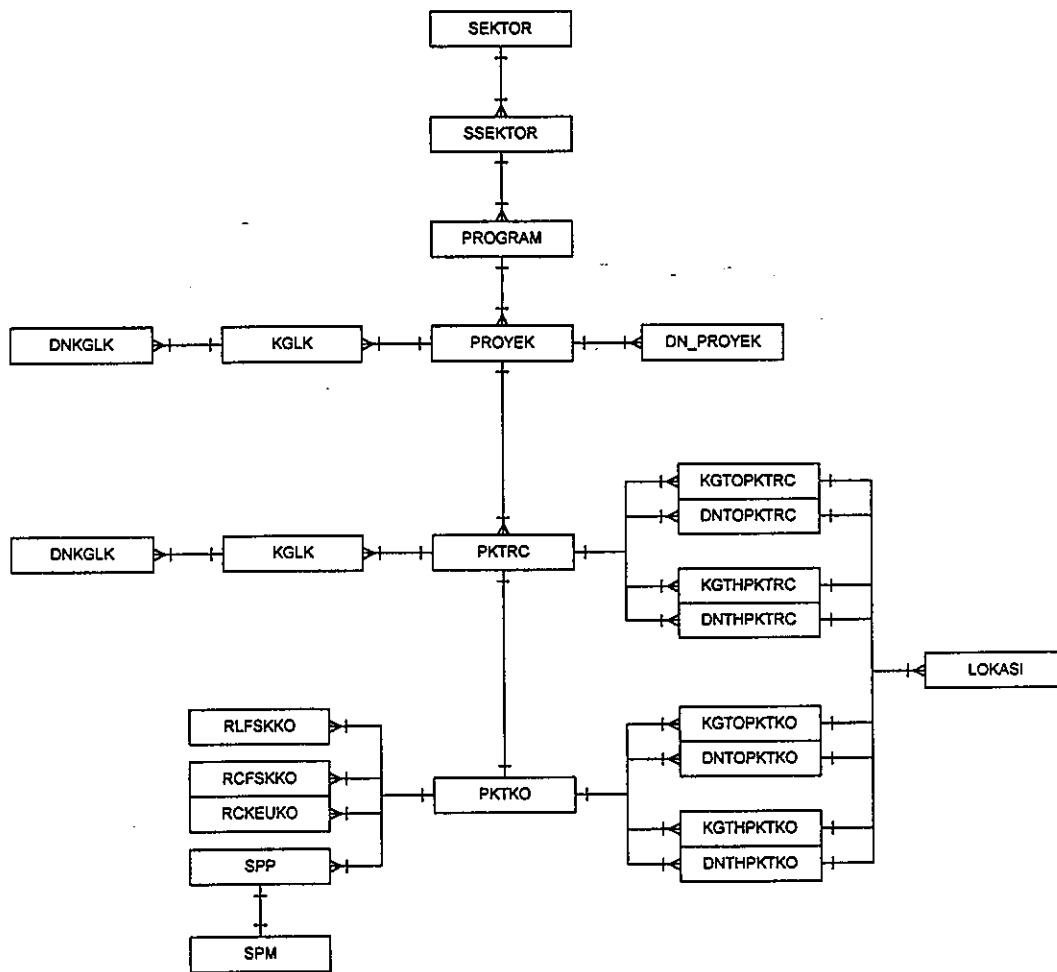 SEKTOR
SSEKTOR
PROGRAM
DNKGLK
KGLK
PROYEK
DN_PROYEK
KGTOPKTRC
DNTOPKTRC
DNKGLK
KGLK
PKTRC
KGTHPKTRC
DNTHPKTRC
LOKASI
RLFSKKO
KGTOPKTKO
DNTOPKTKO
RCFSKKO
RCKEUKO
PKTKO
KGTHPKTKO
DNTHPKTKO
SPP
SPM